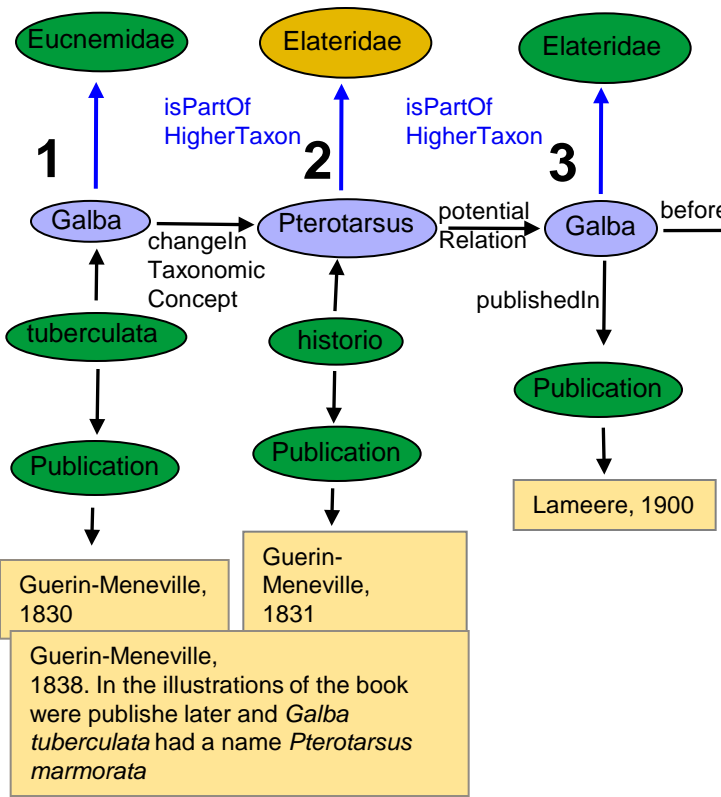 Eucnemidae
Elateridae
Elateridae
isPartOf
HigherTaxon
isPartOf
HigherTaxon
1
2
3
Galba
changeIn
Taxonomic
Concept
Pterotarsus
potential
Relation
Galba
before
publishedIn
tuberculata
historio
Publication
Publication
Publication
Lameere, 1900
Guerin-Meneville,
1830
Guerin-
Meneville,
1831
Guerin-Meneville,
1838. In the illustrations of the book
were publishe later and Galba
tuberculata had a name Pterotarsus
marmorata